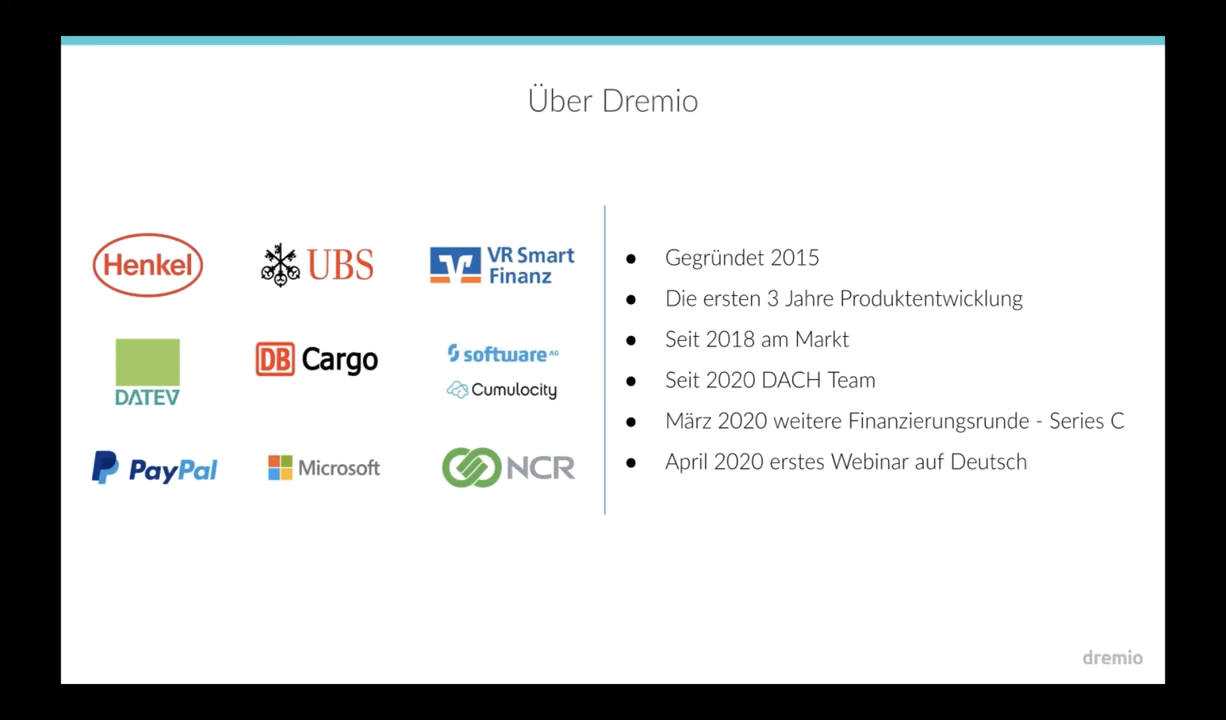 Über Dremio
Henkel
UBS
VR Smart
Finanz
DATEV
DB Cargo
software AG
Cumulocity
PayPal
Microsoft
NCR
● Gegründet 2015
● Die ersten 3 Jahre Produktentwicklung
● Seit 2018 am Markt
● Seit 2020 DACH Team
● März 2020 weitere Finanzierungsrunde - Series C
● April 2020 erstes Webinar auf Deutsch
dremio